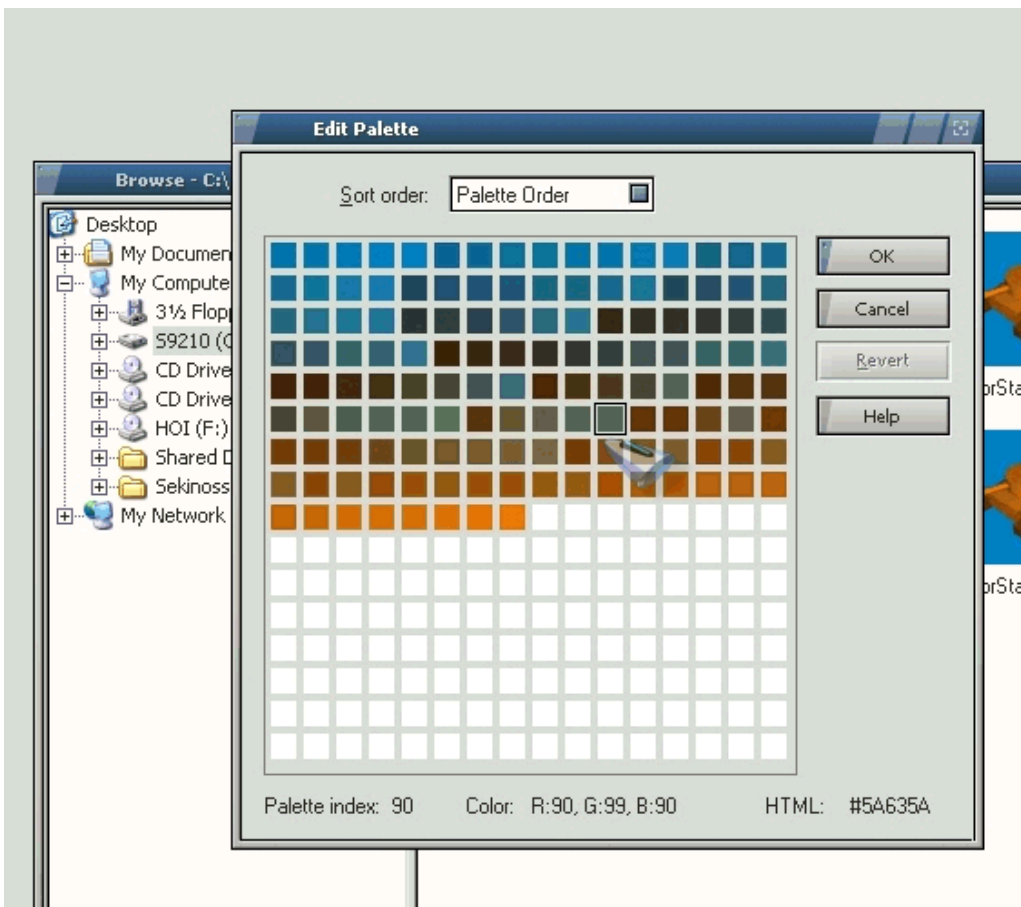 Edit Palette
Browse - C:\
Sort order: Palette Order
Desktop
My Documen
My Compute
3½ Flop
S9210 (C
CD Drive
CD Drive
HOI (F:)
Shared D
Sekinoss
My Network
OK
Cancel
Revert
Help
orSta
orSta
Palette index: 90 Color: R:90, G:99, B:90 HTML: #5A635A